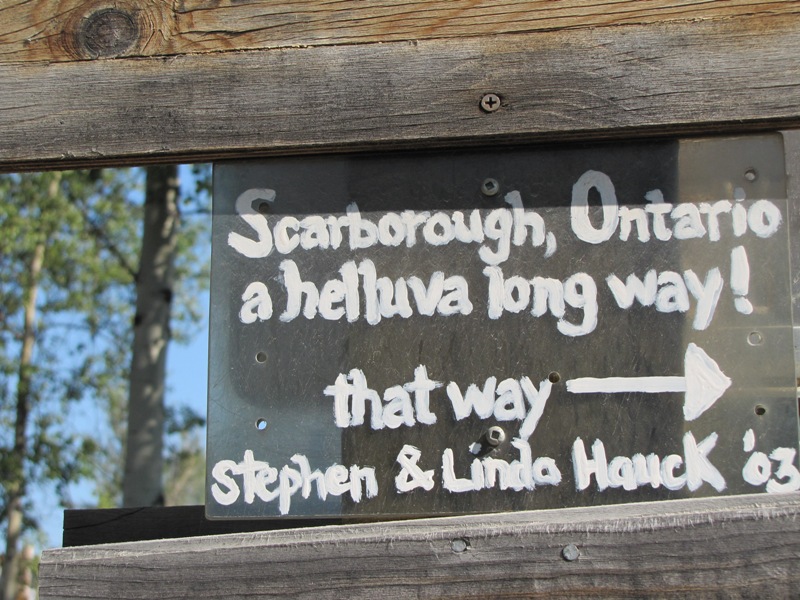 Scarborough, Ontario
a helluva long way!
that way
Stephen & Linda Hauck '03